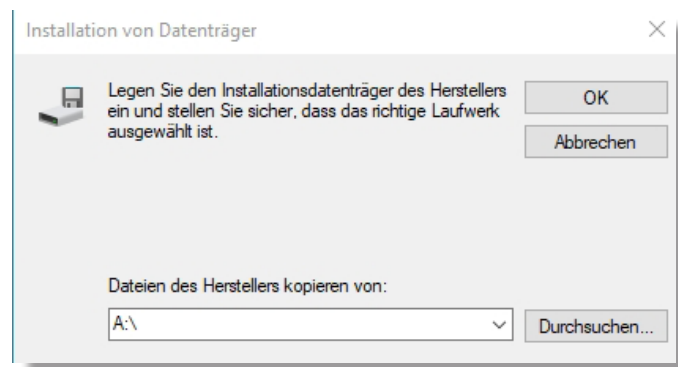 Installation von Datenträger
Legen Sie den Installationsdatenträger des Herstellers
ein und stellen Sie sicher, dass das richtige Laufwerk
ausgewählt ist.
OK
Abbrechen
Dateien des Herstellers kopieren von:
A:\
Durchsuchen...